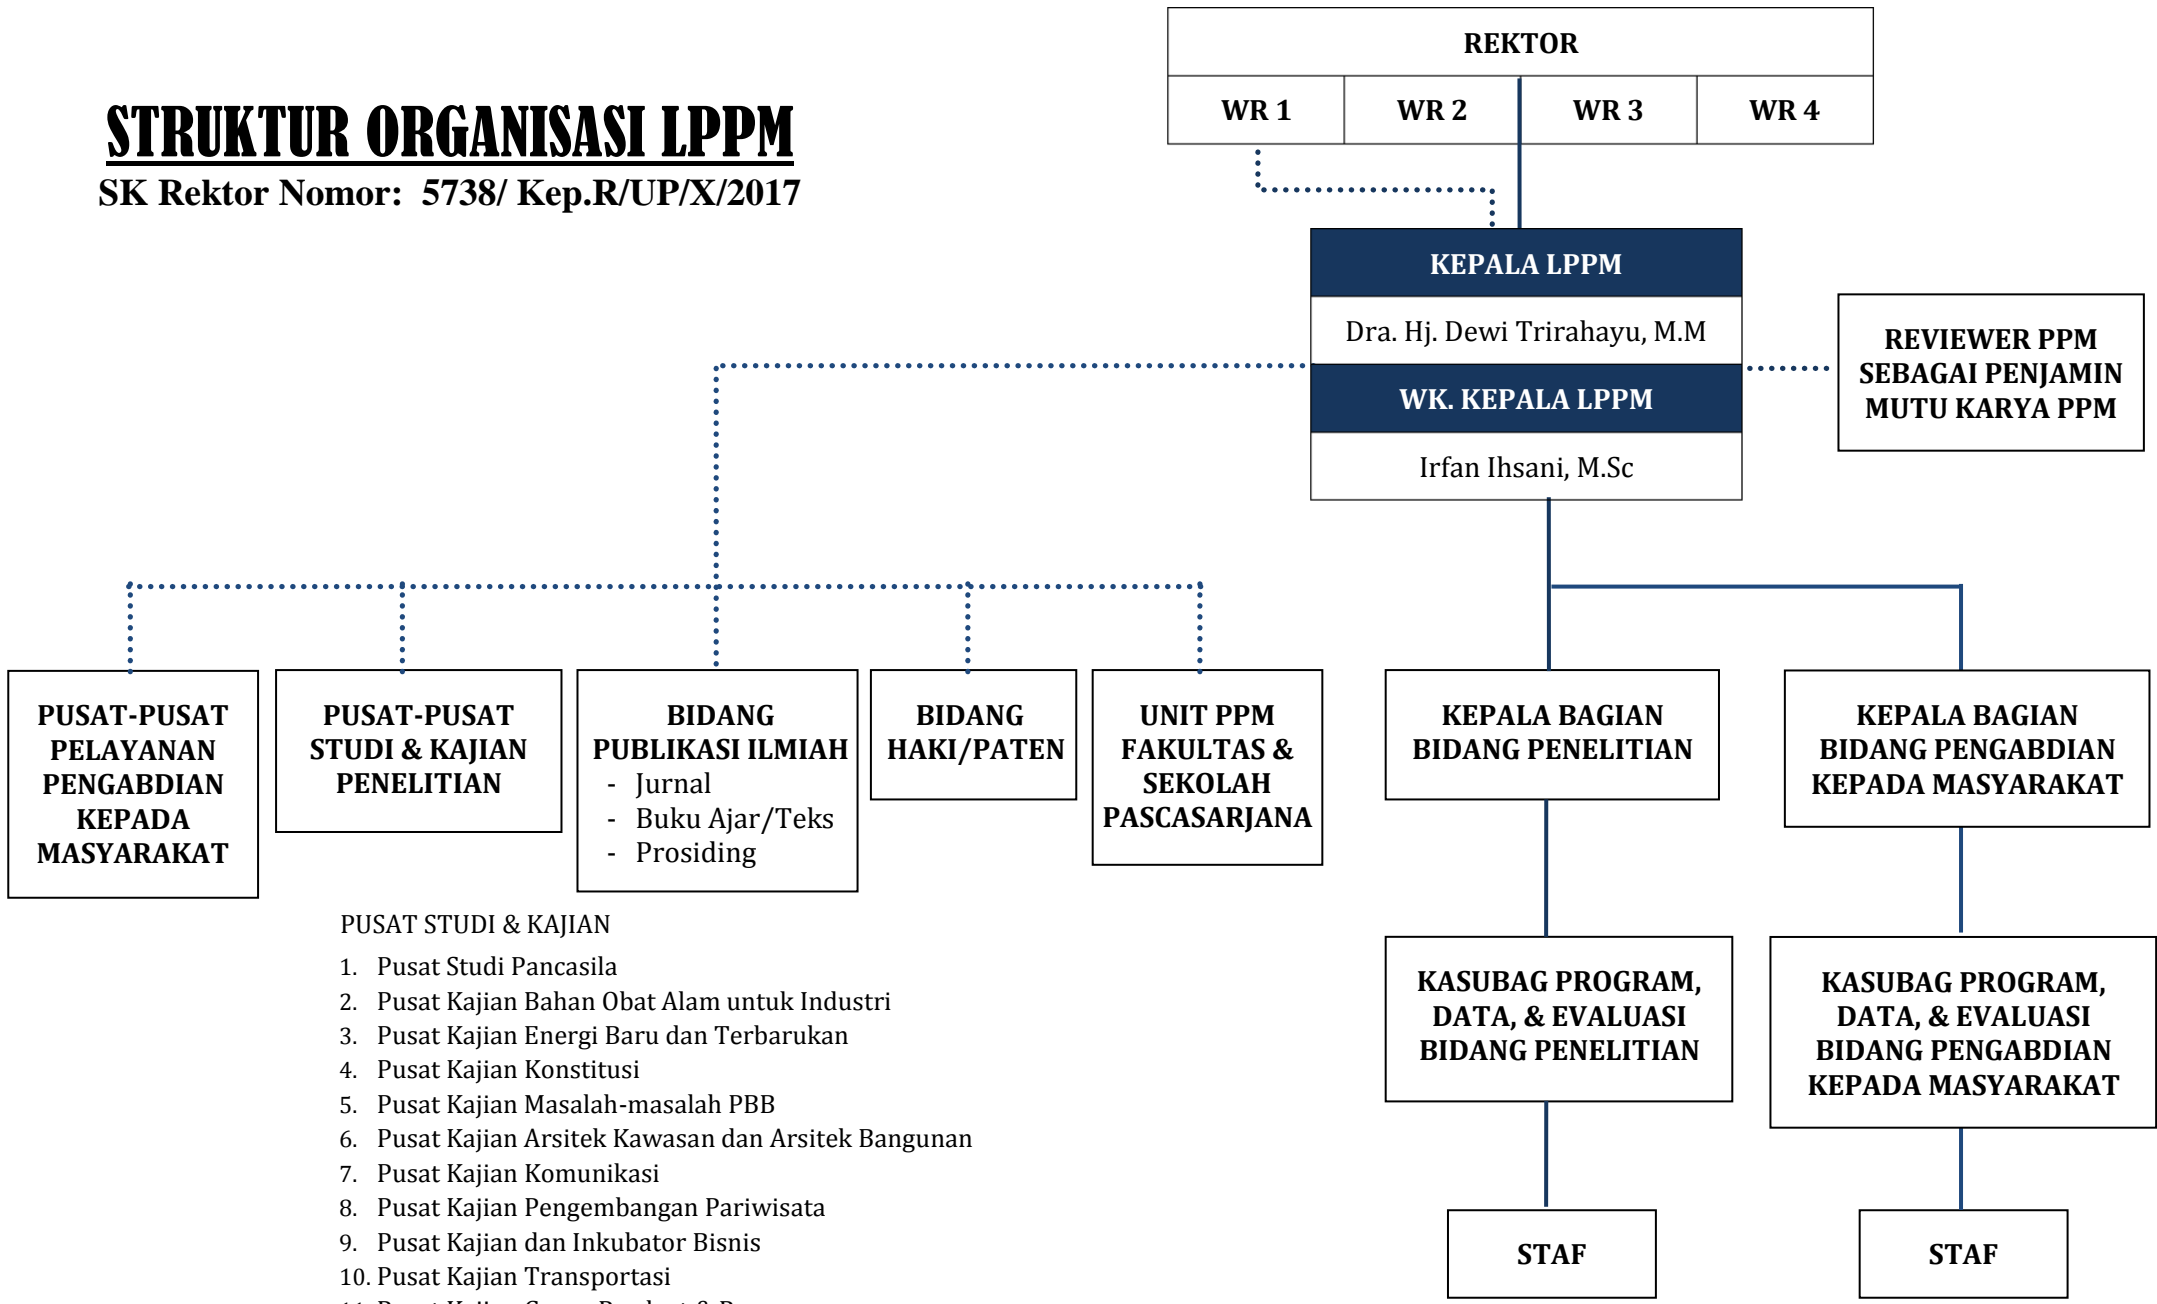 STRUKTUR ORGANISASI LPPM
SK Rektor Nomor: 5738/ Kep.R/UP/X/2017
REKTOR
WR 1
WR 2
WR 3
WR 4
KEPALA LPPM
Dra. Hj. Dewi Trirahayu, M.M
WK. KEPALA LPPM
Irfan Ihsani, M.Sc
REVIEWER PPM
SEBAGAI PENJAMIN
MUTU KARYA PPM
PUSAT-PUSAT
PELAYANAN
PENGABDIAN
KEPADA
MASYARAKAT
PUSAT-PUSAT
STUDI & KAJIAN
PENELITIAN
BIDANG
PUBLIKASI ILMIAH
- Jurnal
- Buku Ajar/Teks
- Prosiding
BIDANG
HAKI/PATEN
UNIT PPM
FAKULTAS &
SEKOLAH
PASCASARJANA
KEPALA BAGIAN
BIDANG PENELITIAN
KEPALA BAGIAN
BIDANG PENGABDIAN
KEPADA MASYARAKAT
PUSAT STUDI & KAJIAN
1. Pusat Studi Pancasila
2. Pusat Kajian Bahan Obat Alam untuk Industri
3. Pusat Kajian Energi Baru dan Terbarukan
4. Pusat Kajian Konstitusi
5. Pusat Kajian Masalah-masalah PBB
6. Pusat Kajian Arsitek Kawasan dan Arsitek Bangunan
7. Pusat Kajian Komunikasi
8. Pusat Kajian Pengembangan Pariwisata
9. Pusat Kajian dan Inkubator Bisnis
10. Pusat Kajian Transportasi
KASUBAG PROGRAM,
DATA, & EVALUASI
BIDANG PENELITIAN
KASUBAG PROGRAM,
DATA, & EVALUASI
BIDANG PENGABDIAN
KEPADA MASYARAKAT
STAF
STAF